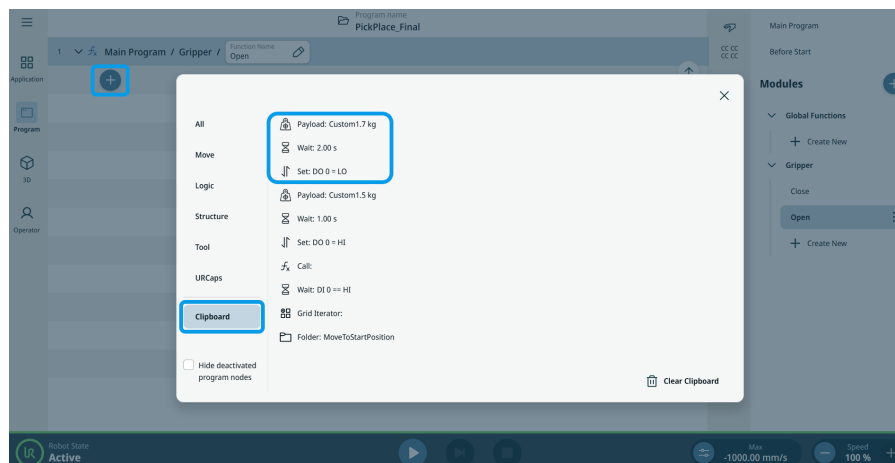 Program name
PickPlace_Final
Application
Program
3D
Operator
1 fx Main Program / Gripper / Function Name
Open
CC CC
CC CC
Main Program
Before Start
Modules
Global Functions
Create New
Gripper
Close
Open
Create New
All
Move
Logic
Structure
Tool
URCaps
Clipboard
Hide deactivated
program nodes
Payload: Custom1.7 kg
Wait: 2.00 s
Set: DO 0 = LO
Payload: Custom1.5 kg
Wait: 1.00 s
Set: DO 0 = HI
fx Call:
Wait: DI 0 == HI
Grid Iterator:
Folder: MoveToStartPosition
Clear Clipboard
UR
Robot State
Active
Max
-1000.00 mm/s
Speed
100 %